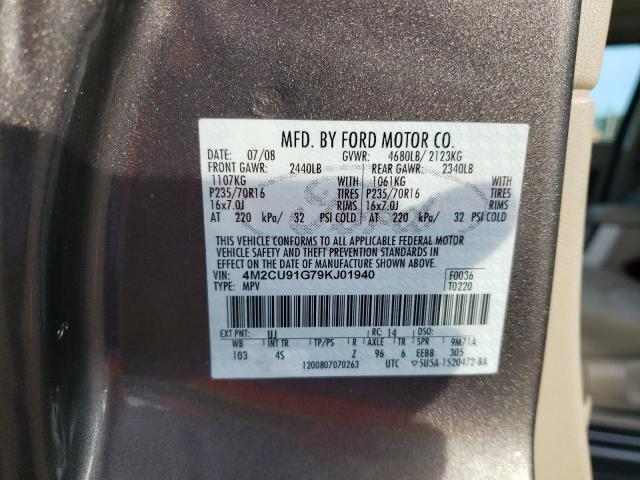 MFD. BY FORD MOTOR CO.
DATE: 07/08 GVWR: 4680LB/ 2123KG
FRONT GAWR: 2440LB REAR GAWR: 2340LB
1107KG WITH 1061KG WITH
P235/70R16 TIRES P235/70R16 TIRES
16x7.0J RIMS 16x7.0J RIMS
AT 220 kPa/ 32 PSI COLD AT 220 kPa/ 32 PSI COLD
THIS VEHICLE CONFORMS TO ALL APPLICABLE FEDERAL MOTOR
VEHICLE SAFETY AND THEFT PREVENTION STANDARDS IN
EFFECT ON THE DATE OF MANUFACTURE SHOWN ABOVE.
VIN: 4M2CU91G79KJ01940 F0036
TYPE: MPV T0220
EXT PNT: UJ RC: 14 DSO:
WB INT TR TP/PS R AXLE TR SPR 9M71A
103 4S Z 96 6 EEBB 305
1200807070263 UTC ▽5U5A-1520472-BA